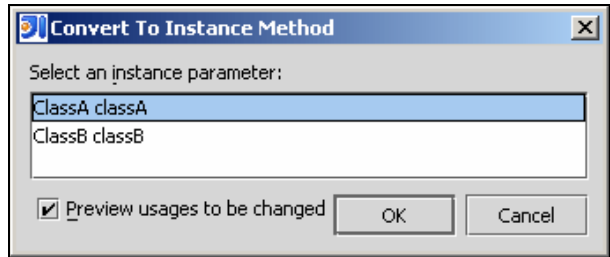 Convert To Instance Method
Select an instance parameter:
ClassA classA
ClassB classB
Preview usages to be changed OK Cancel